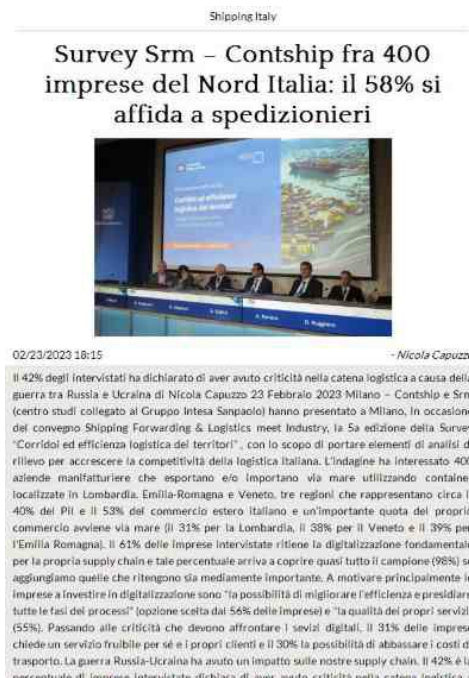 Shipping Italy
Survey Srm – Contship fra 400
imprese del Nord Italia: il 58% si
affida a spedizionieri
02/23/2023 18:15
- Nicola Capuzzo
Il 42% degli intervistati ha dichiarato di aver avuto criticità nella catena logistica a causa della
guerra tra Russia e Ucraina di Nicola Capuzzo 23 Febbraio 2023 Milano – Contship e Srm
(centro studi collegato al Gruppo Intesa Sanpaolo) hanno presentato a Milano, in occasione
del convegno Shipping Forwarding & Logistics meet Industry, la 5a edizione della Survey
"Corridoi ed efficienza logistica dei territori", con lo scopo di portare elementi di analisi di
rilievo per accrescere la competitività della logistica italiana. L'indagine ha interessato 400
aziende manifatturiere che esportano e/o importano via mare utilizzando container
localizzate in Lombardia, Emilia-Romagna e Veneto, tre regioni che rappresentano circa il
40% del Pil e il 53% del commercio estero italiano e un'importante quota del proprio
commercio avviene via mare (il 31% per la Lombardia, il 38% per il Veneto e il 39% per
l'Emilia Romagna). Il 61% delle imprese intervistate ritiene la digitalizzazione fondamentale
per la propria supply chain e tale percentuale arriva a coprire quasi tutto il campione (98%) se
aggiungiamo quelle che ritengono sia mediamente importante. A motivare principalmente le
imprese a investire in digitalizzazione sono "la possibilità di migliorare l'efficienza e presidiare
tutte le fasi dei processi" (opzione scelta dal 56% delle imprese) e "la qualità dei propri servizi"
(55%). Passando alle criticità che devono affrontare i sevizi digitali, il 31% delle imprese
chiede un servizio fruibile per sé e i propri clienti e il 30% la possibilità di abbassare i costi di
trasporto. La guerra Russia-Ucraina ha avuto un impatto sulle nostre supply chain. Il 42% è la
percentuale di imprese intervistate dichiara di aver avuto criticità nella catena logistica a